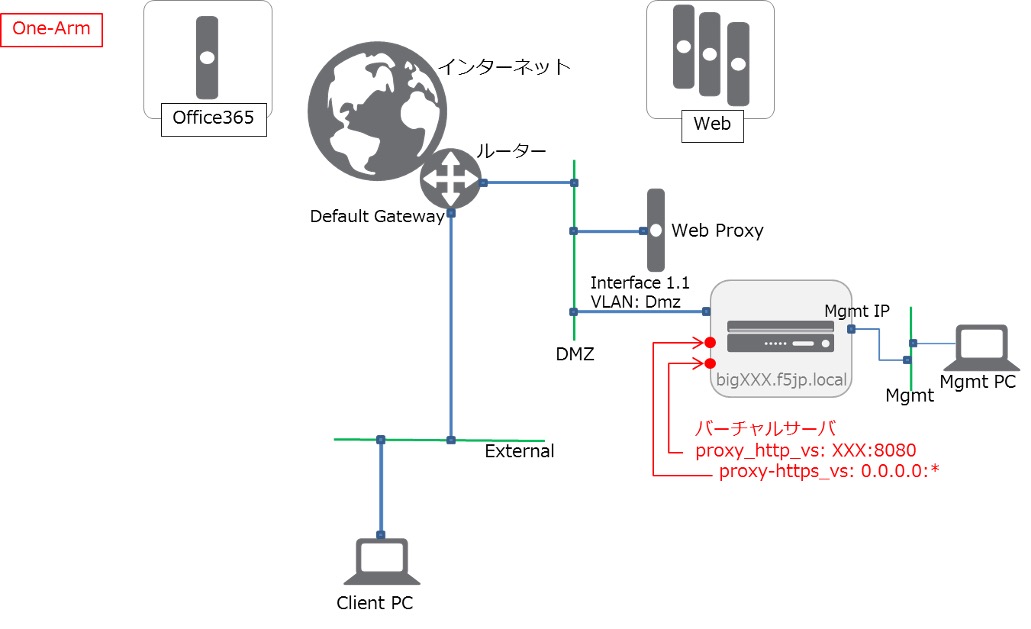 One-Arm
Office365
インターネット
Web
ルーター
Default Gateway
Web Proxy
Interface 1.1
VLAN: Dmz
Mgmt IP
DMZ
bigXXX.f5jp.local
Mgmt PC
Mgmt
バーチャルサーバ
proxy_http_vs: XXX:8080
proxy-https_vs: 0.0.0.0:*
External
Client PC